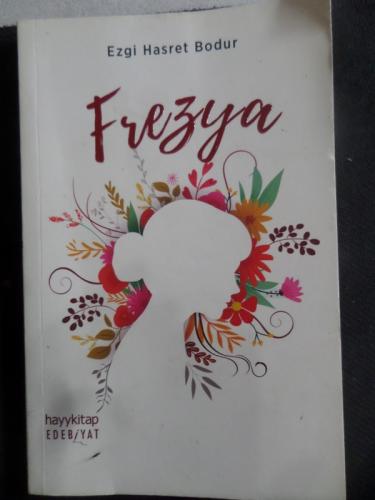 Ezgi Hasret Bodur
Frezya
hayykitap
EDEBİYAT